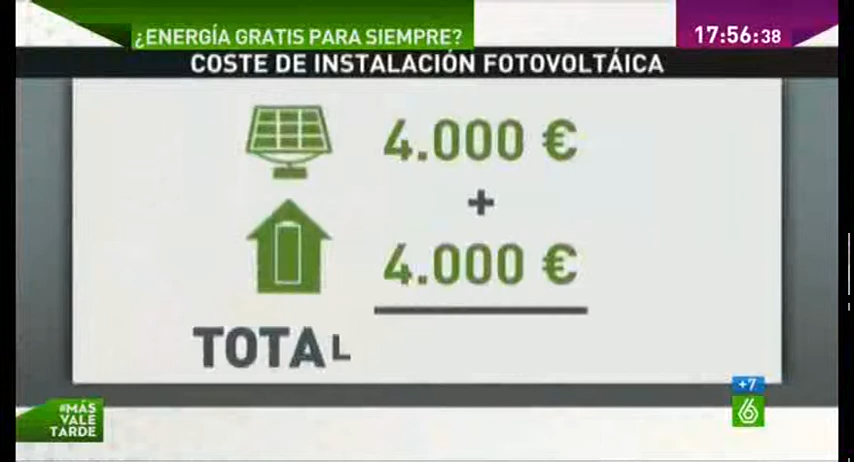 ¿ENERGÍA GRATIS PARA SIEMPRE?
17:56:38
COSTE DE INSTALACIÓN FOTOVOLTÁICA
4.000 €
+
4.000 €
TOTAL
+7
6
#MÁS
VALE
TARDE